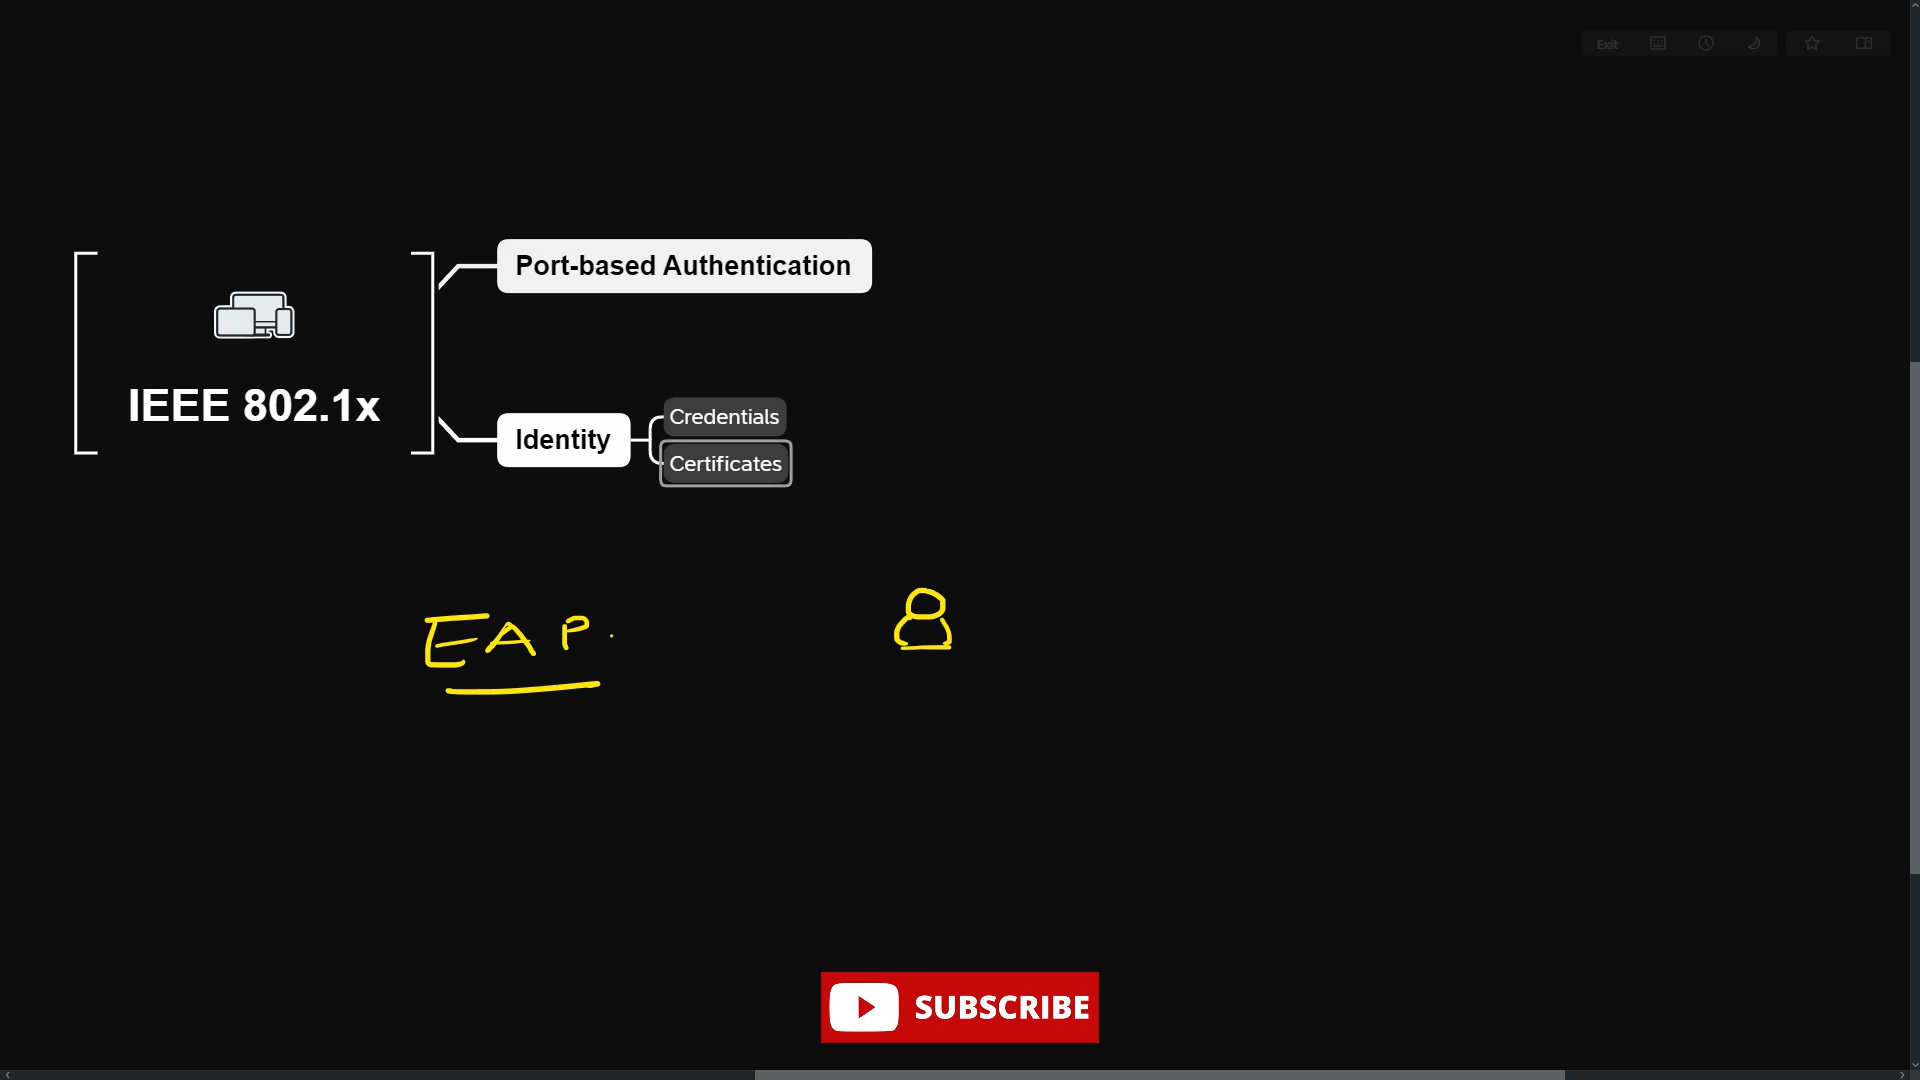 Exit
Port-based Authentication
IEEE 802.1x
Identity
Credentials
Certificates
EAP
SUBSCRIBE